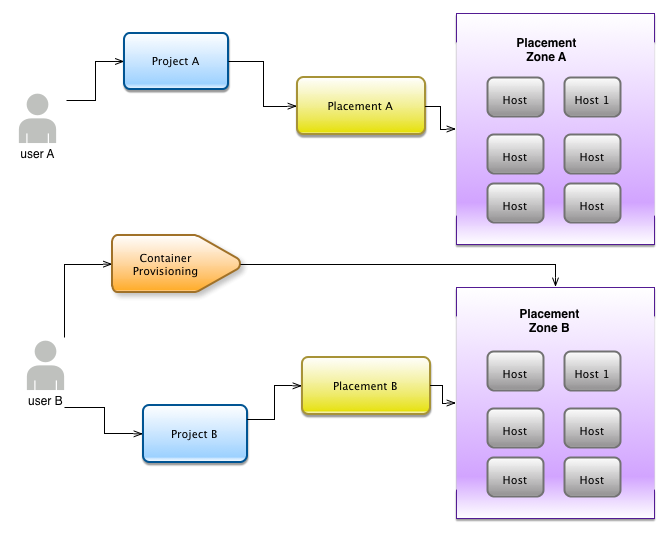 Project A
Placement A
user A
Placement
Zone A
Host
Host 1
Host
Host
Host
Host
Container
Provisioning
user B
Project B
Placement B
Placement
Zone B
Host
Host 1
Host
Host
Host
Host